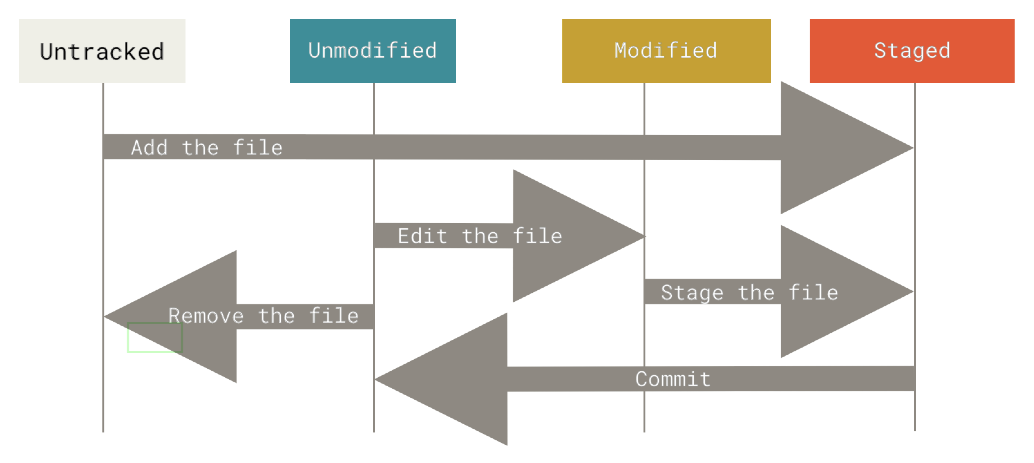 Untracked
Unmodified
Modified
Staged
Add the file
Edit the file
Stage the file
Remove the file
Commit